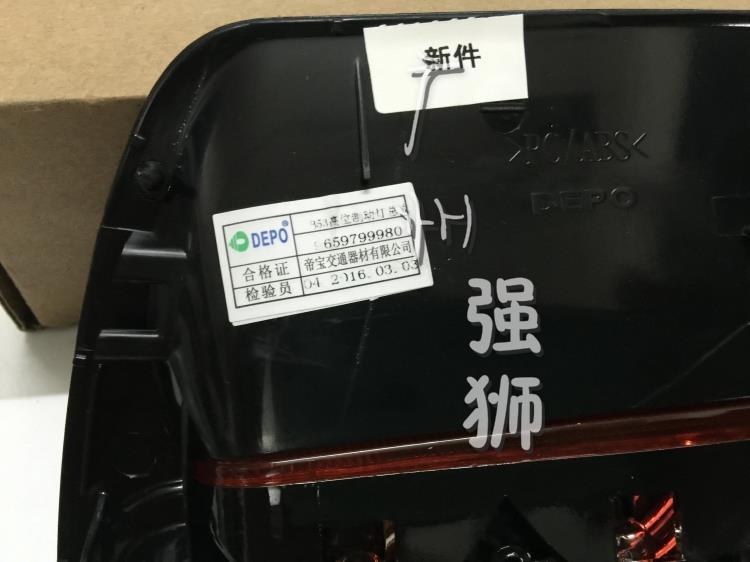 新件
>PC/ABS<
DEPO
DEPO
659799980
合格证 帝宝交通器材有限公司
检验员 04 2016.03.03
强
狮